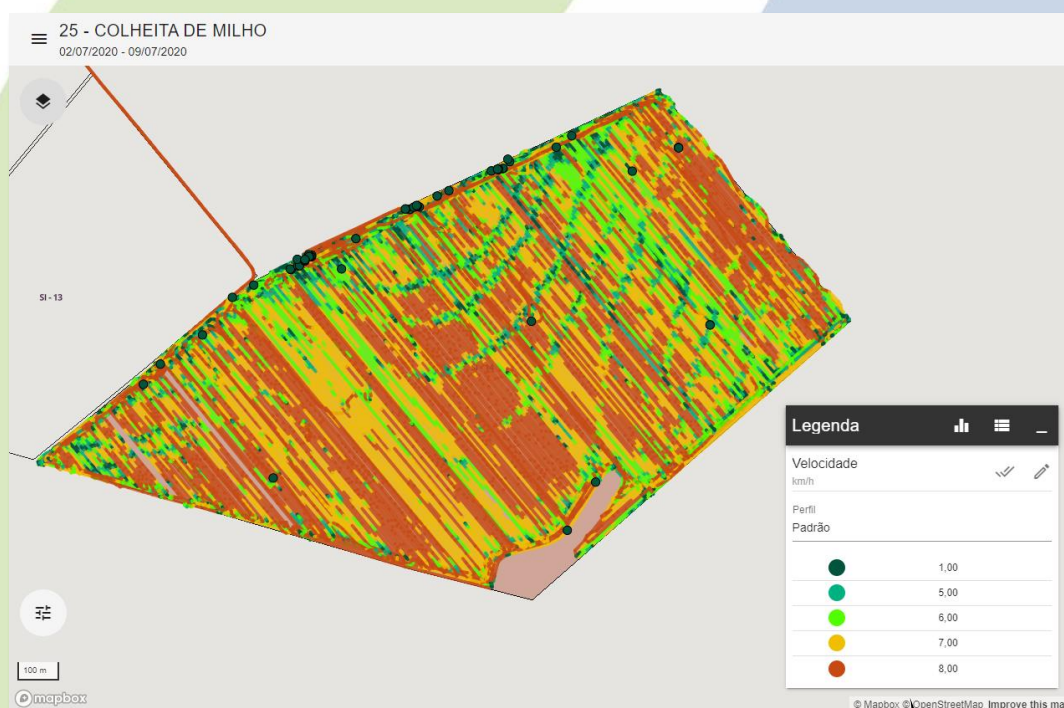 25 - COLHEITA DE MILHO
02/07/2020 - 09/07/2020
SI - 13
Legenda
Velocidade
km/h
Perfil
Padrão
1,00
5,00
6,00
7,00
8,00
100 m
mapbox
© Mapbox © OpenStreetMap Improve this ma